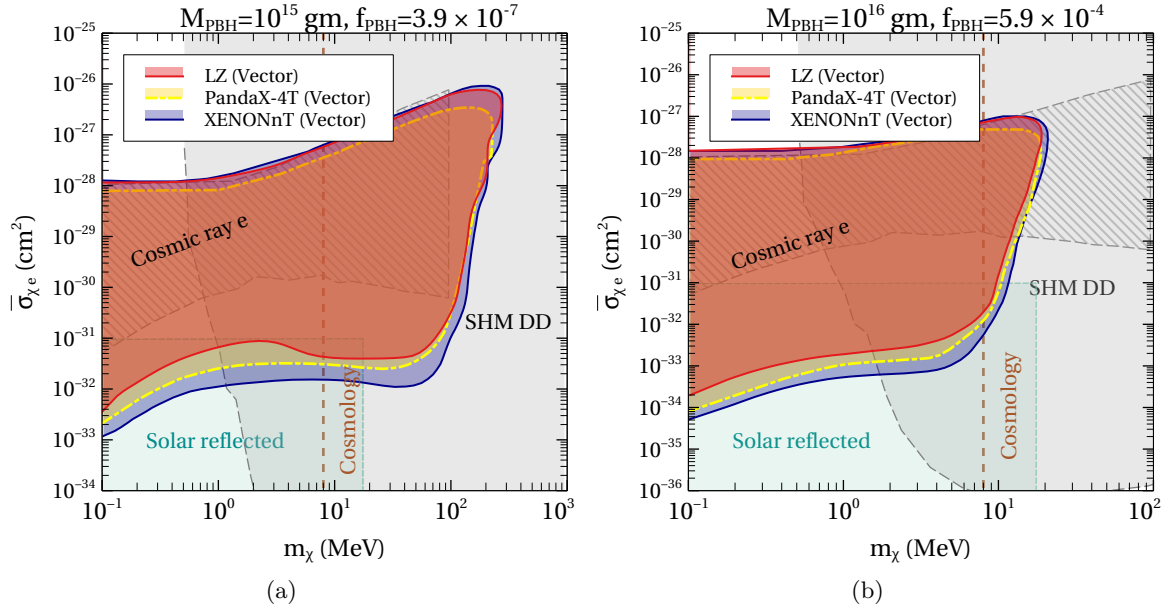 M_PBH=10^15 gm, f_PBH=3.9 × 10^-7
10^-25
10^-26
10^-27
10^-28
10^-29
10^-30
10^-31
10^-32
10^-33
10^-34
σ̅_χe (cm²)
LZ (Vector)
PandaX-4T (Vector)
XENONnT (Vector)
Cosmic ray e
SHM DD
Solar reflected
Cosmology
10^-1
10^0
10^1
10^2
10^3
m_χ (MeV)
(a)
M_PBH=10^16 gm, f_PBH=5.9 × 10^-4
10^-25
10^-26
10^-27
10^-28
10^-29
10^-30
10^-31
10^-32
10^-33
10^-34
10^-35
10^-36
σ̅_χe (cm²)
LZ (Vector)
PandaX-4T (Vector)
XENONnT (Vector)
Cosmic ray e
SHM DD
Solar reflected
Cosmology
10^-1
10^0
10^1
10^2
m_χ (MeV)
(b)